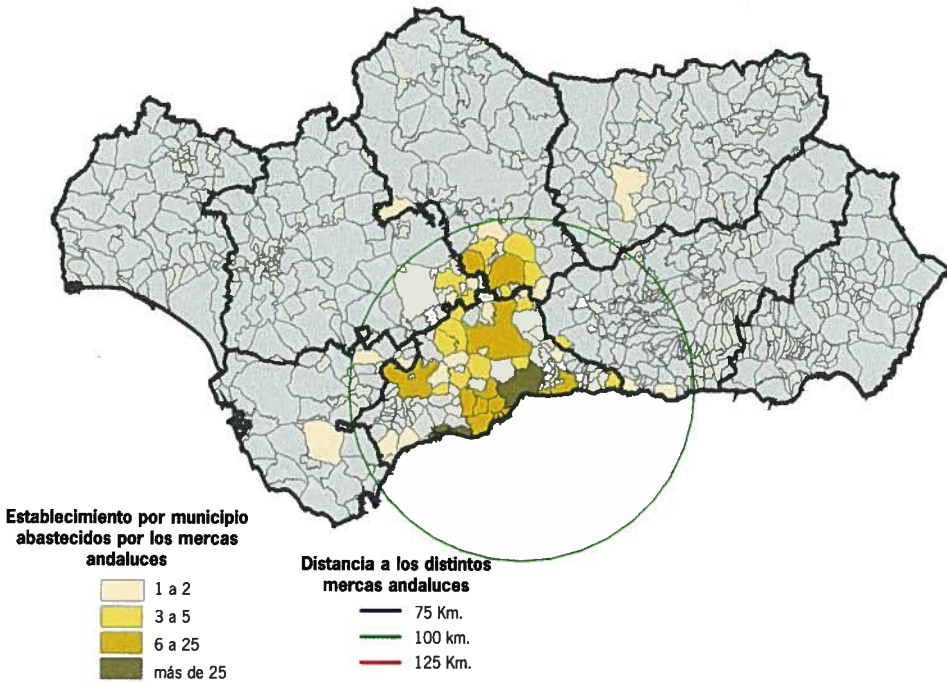 Establecimiento por municipio
abastecidos por los mercas
andaluces
1 a 2
3 a 5
6 a 25
más de 25
Distancia a los distintos
mercas andaluces
75 Km.
100 km.
125 Km.